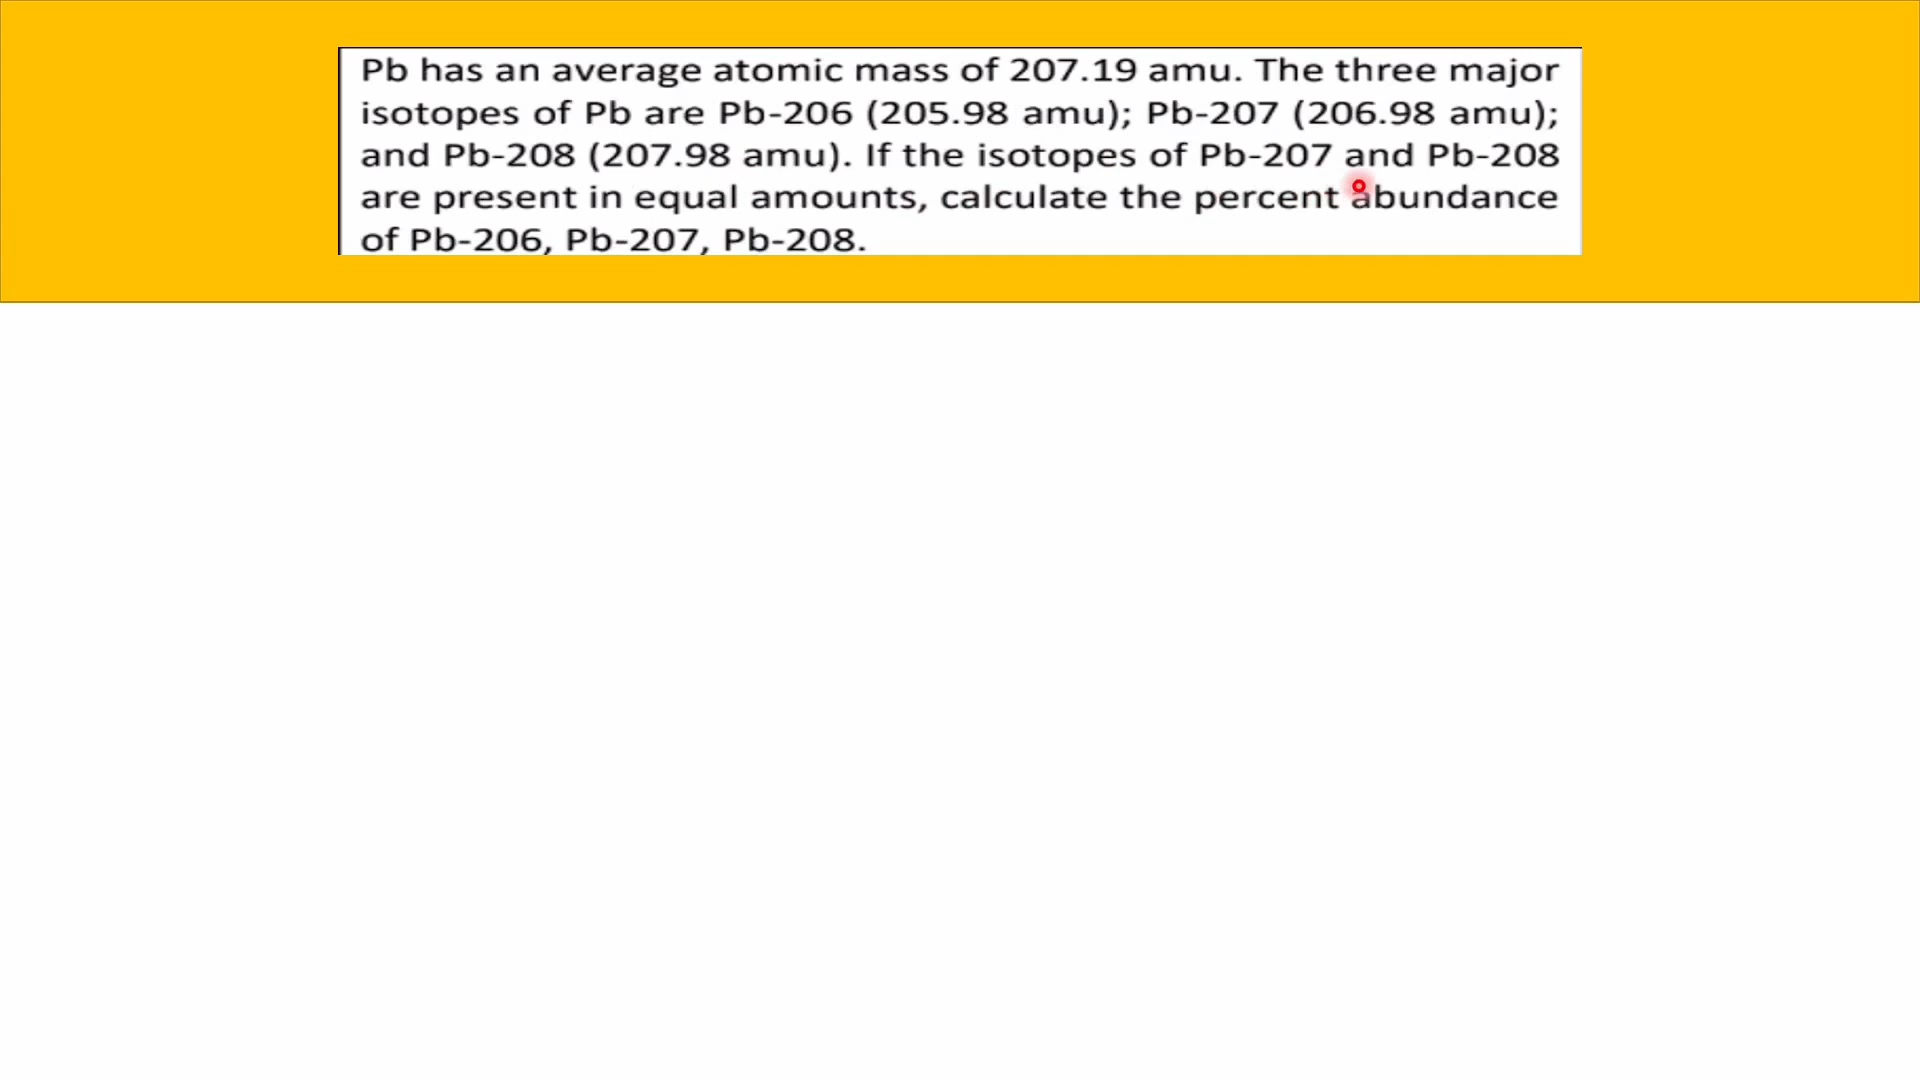 Pb has an average atomic mass of 207.19 amu. The three major
isotopes of Pb are Pb-206 (205.98 amu); Pb-207 (206.98 amu);
and Pb-208 (207.98 amu). If the isotopes of Pb-207 and Pb-208
are present in equal amounts, calculate the percent abundance
of Pb-206, Pb-207, Pb-208.